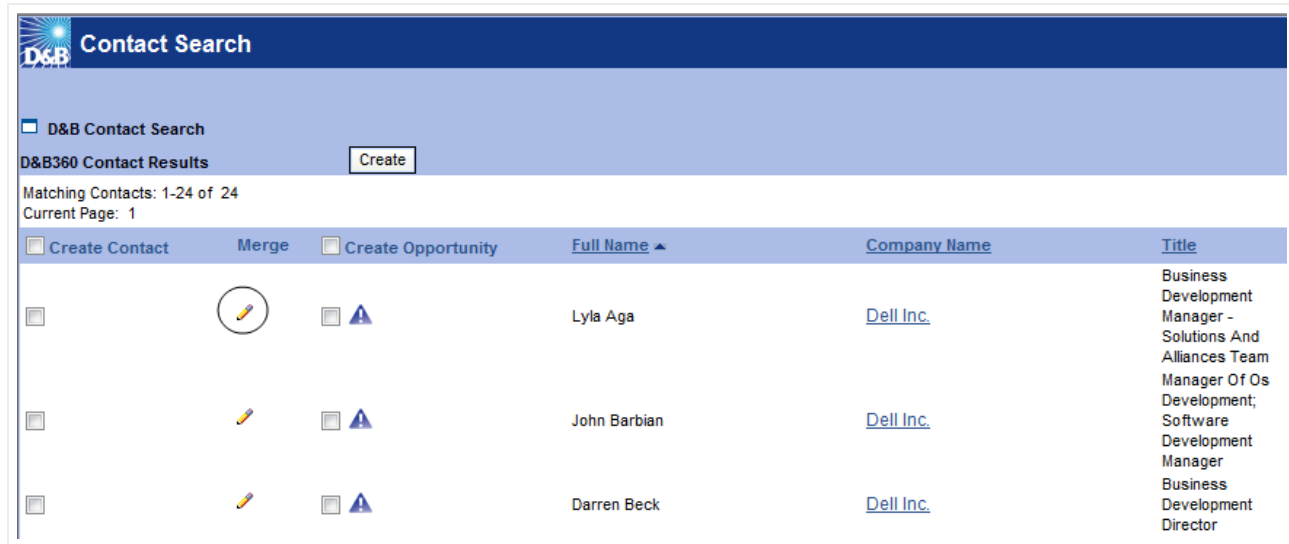 D&B Contact Search
D&B Contact Search
D&B360 Contact Results Create
Matching Contacts: 1-24 of 24
Current Page: 1
Create Contact Merge Create Opportunity Full Name Company Name Title
Lyla Aga Dell Inc. Business
Development
Manager -
Solutions And
Alliances Team
John Barbian Dell Inc. Manager Of Os
Development;
Software
Development
Manager
Darren Beck Dell Inc. Business
Development
Director